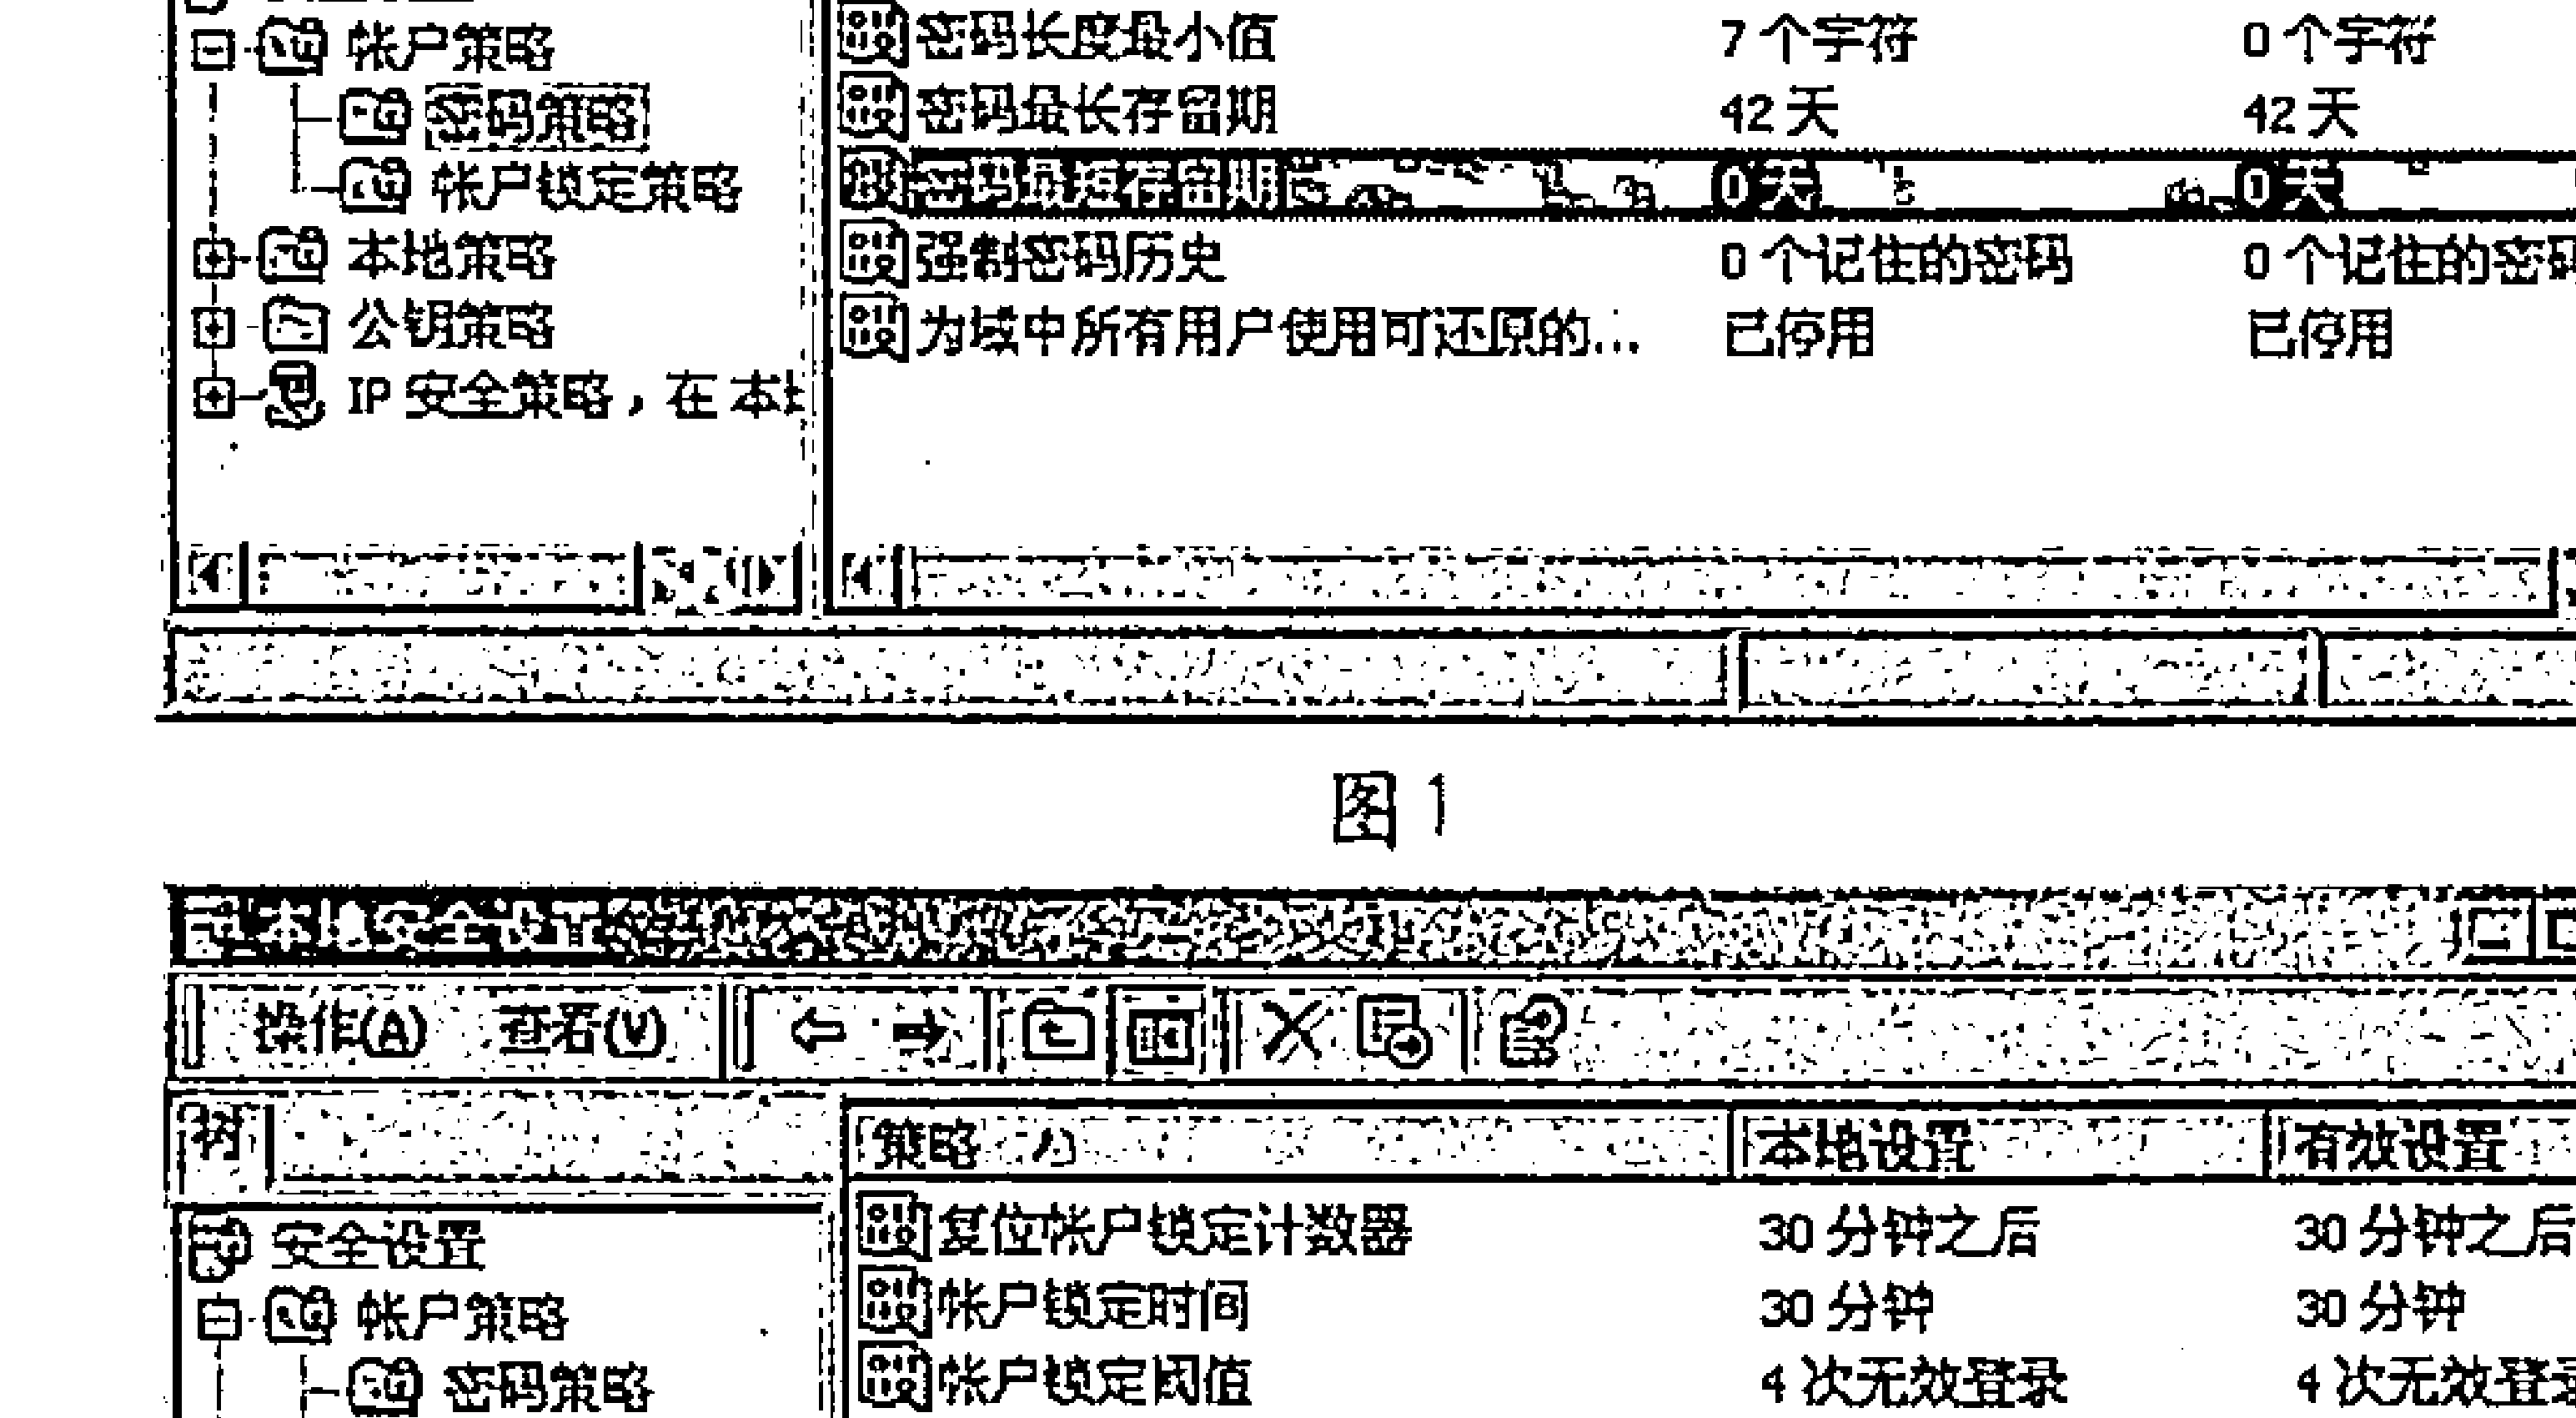 帐户策略
密码策略
帐户锁定策略
本地策略
公钥策略
IP 安全策略，在 本
密码长度最小值 7 个字符 0 个字符
密码最长存留期 42 天 42 天
密码最短存留期 0 天 0 天
强制密码历史 0 个记住的密码 0 个记住的密码
为域中所有用户使用可还原的... 已停用 已停用
图 1
本地安全设置
操作(A) 查看(V)
树
策略 本地设置 有效设置
安全设置
帐户策略
密码策略
复位帐户锁定计数器 30 分钟之后 30 分钟之后
帐户锁定时间 30 分钟 30 分钟
帐户锁定阈值 4 次无效登录 4 次无效登录